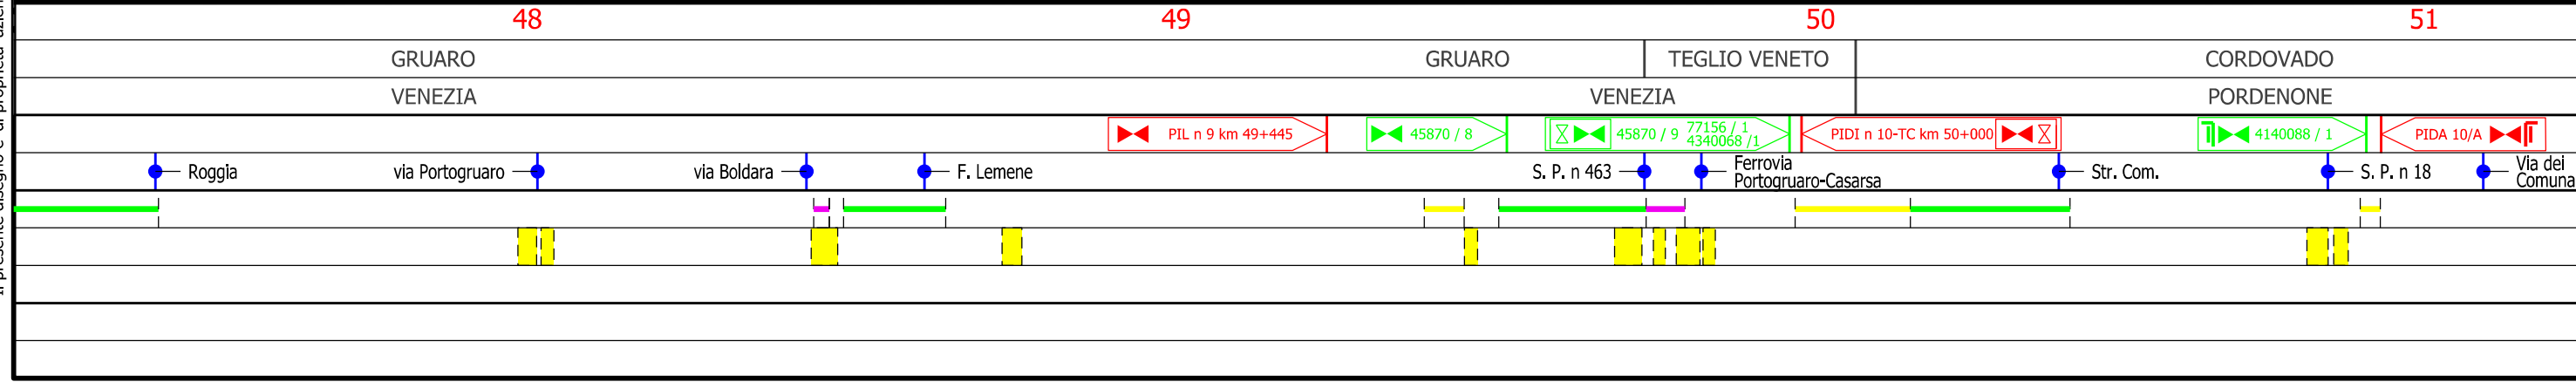 48 49 50 51
GRUARO GRUARO TEGLIO VENETO CORDOVADO
VENEZIA VENEZIA PORDENONE
PIL n 9 km 49+445 45870 / 8 45870 / 9 77156 / 1 PIDI n 10-TC km 50+000 4140088 / 1 PIDA 10/A
4340068 /1
Roggia via Portogruaro via Boldara F. Lemene S. P. n 463 Ferrovia Str. Com. S. P. n 18 Via dei
Portogruaro-Casarsa Comuna